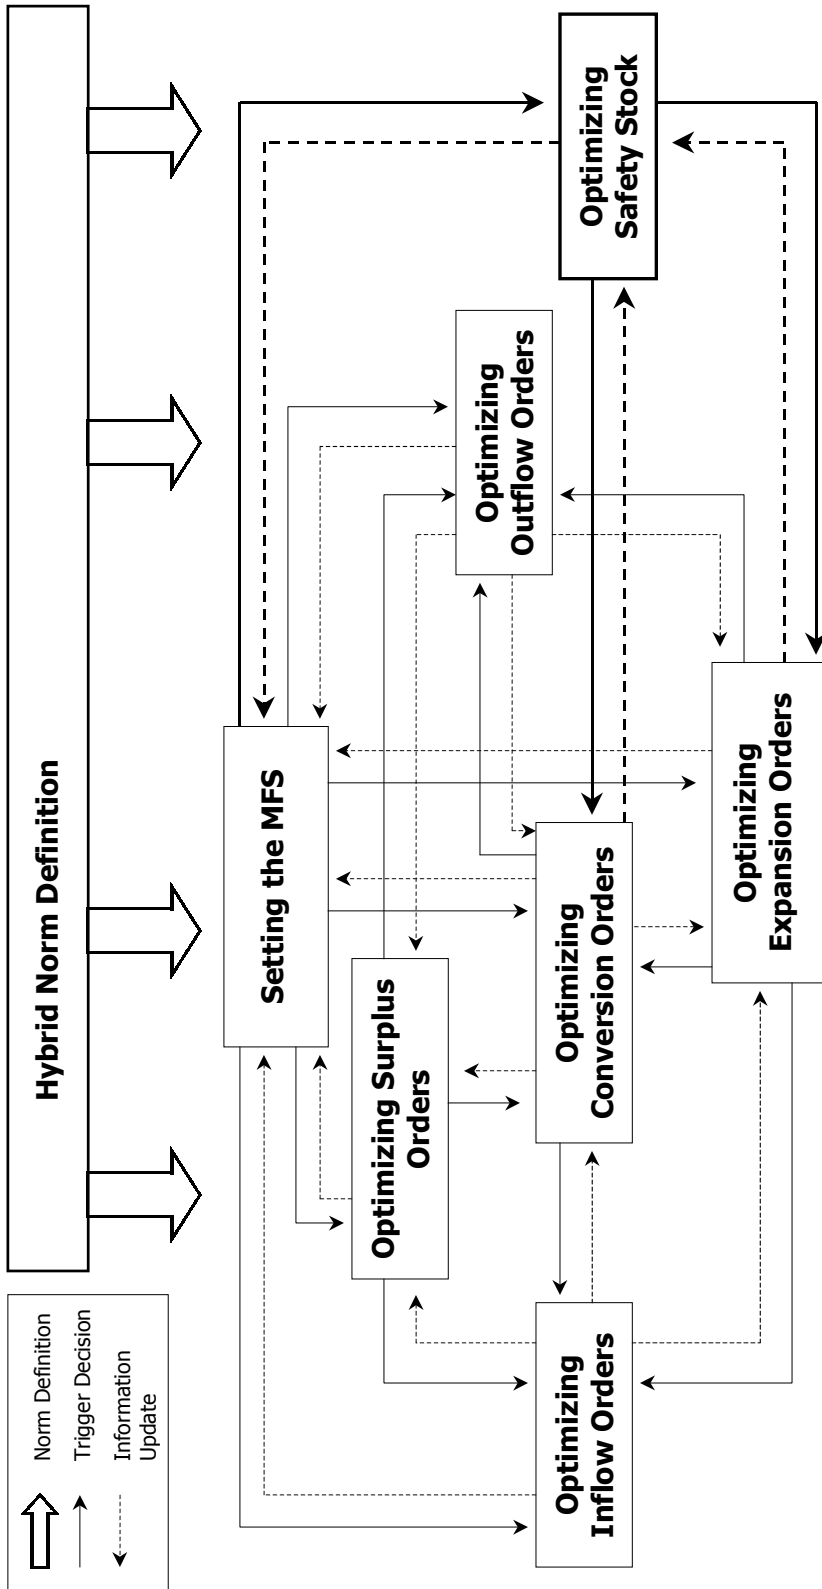 Hybrid Norm Definition
Norm Definition
Trigger Decision
Information
Update
Setting the MFS
Optimizing Surplus
Orders
Optimizing
Outflow Orders
Optimizing
Safety Stock
Optimizing
Inflow Orders
Optimizing
Conversion Orders
Optimizing
Expansion Orders